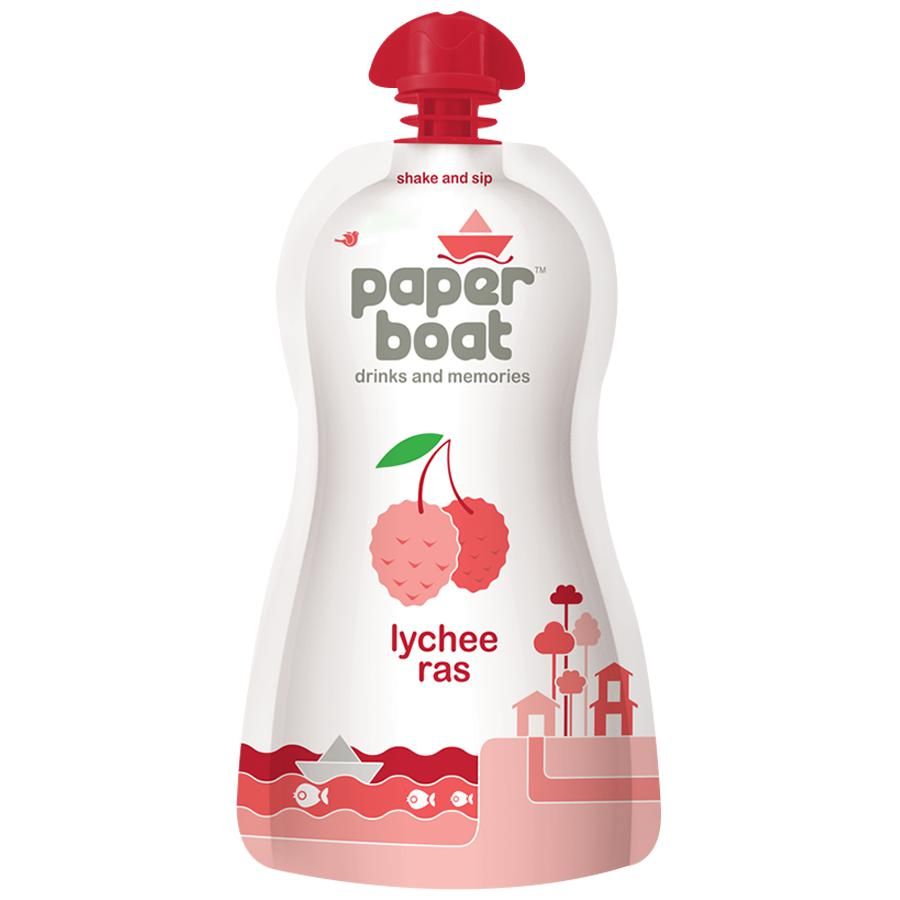 shake and sip
paper™
boat
drinks and memories
lychee
ras